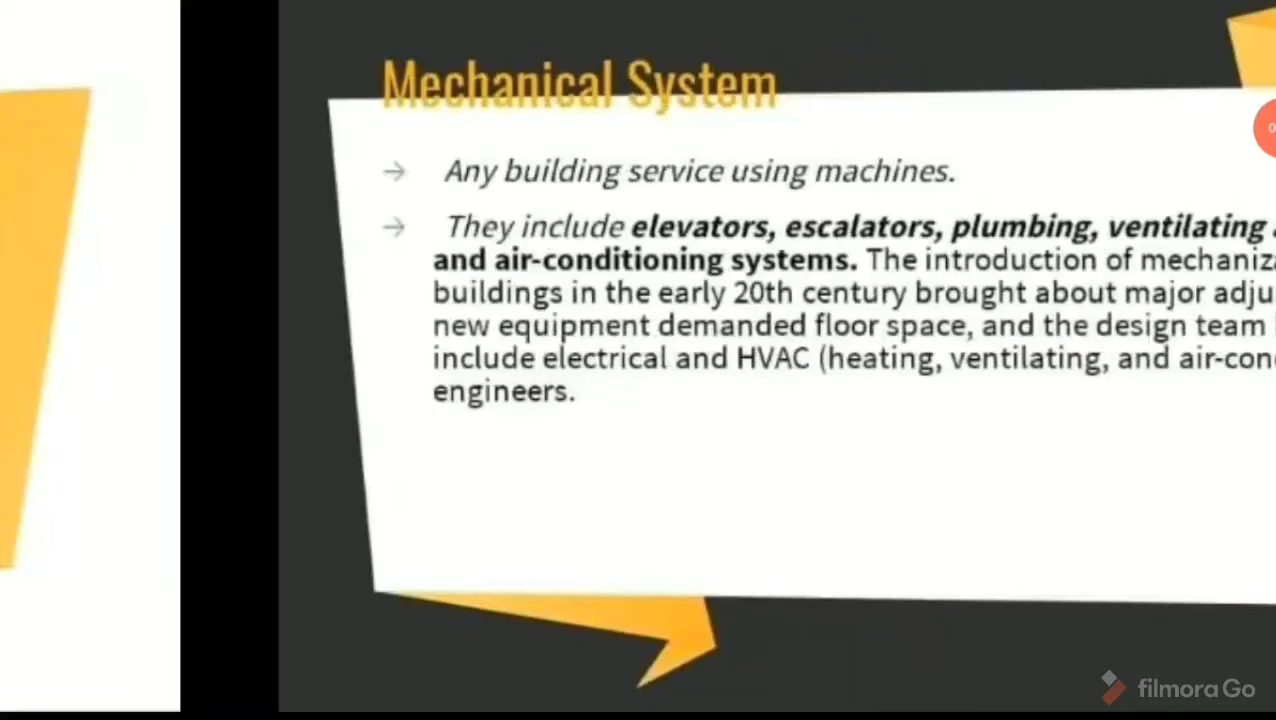 Mechanical System
Any building service using machines.
They include elevators, escalators, plumbing, ventilating
and air-conditioning systems. The introduction of
buildings in the early 20th century brought about major
new equipment demanded floor space, and the design team
include electrical and HVAC (heating, ventilating, and
engineers.
filmora Go